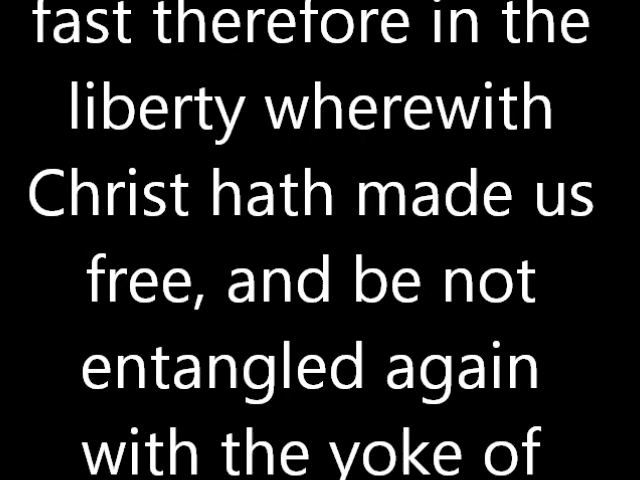 fast therefore in the
liberty wherewith
Christ hath made us
free, and be not
entangled again
with the yoke of